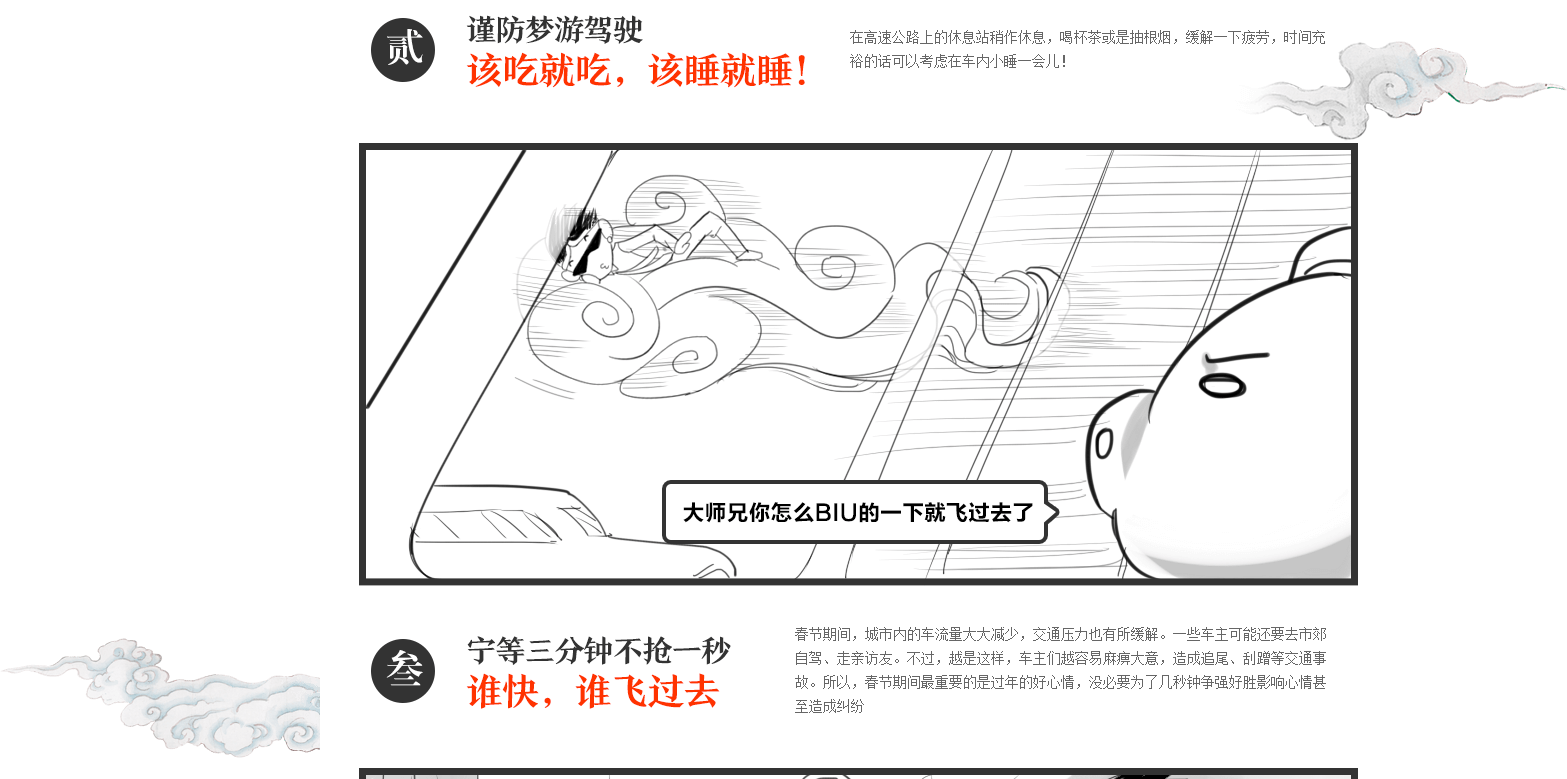 贰
谨防梦游驾驶
该吃就吃，该睡就睡！
在高速公路上的休息站稍作休息，喝杯茶或是抽根烟，缓解一下疲劳，时间充
裕的话可以考虑在车内小睡一会儿！
大师兄你怎么BIU的一下就飞过去了
叁
宁等三分钟不抢一秒
谁快，谁飞过去
春节期间，城市内的车流量大大减少，交通压力也有所缓解。一些车主可能还要去市郊
自驾、走亲访友。不过，越是这样，车主们越容易麻痹大意，造成追尾、刮蹭等交通事
故。所以，春节期间最重要的是过年的好心情，没必要为了几秒钟争强好胜影响心情甚
至造成纠纷